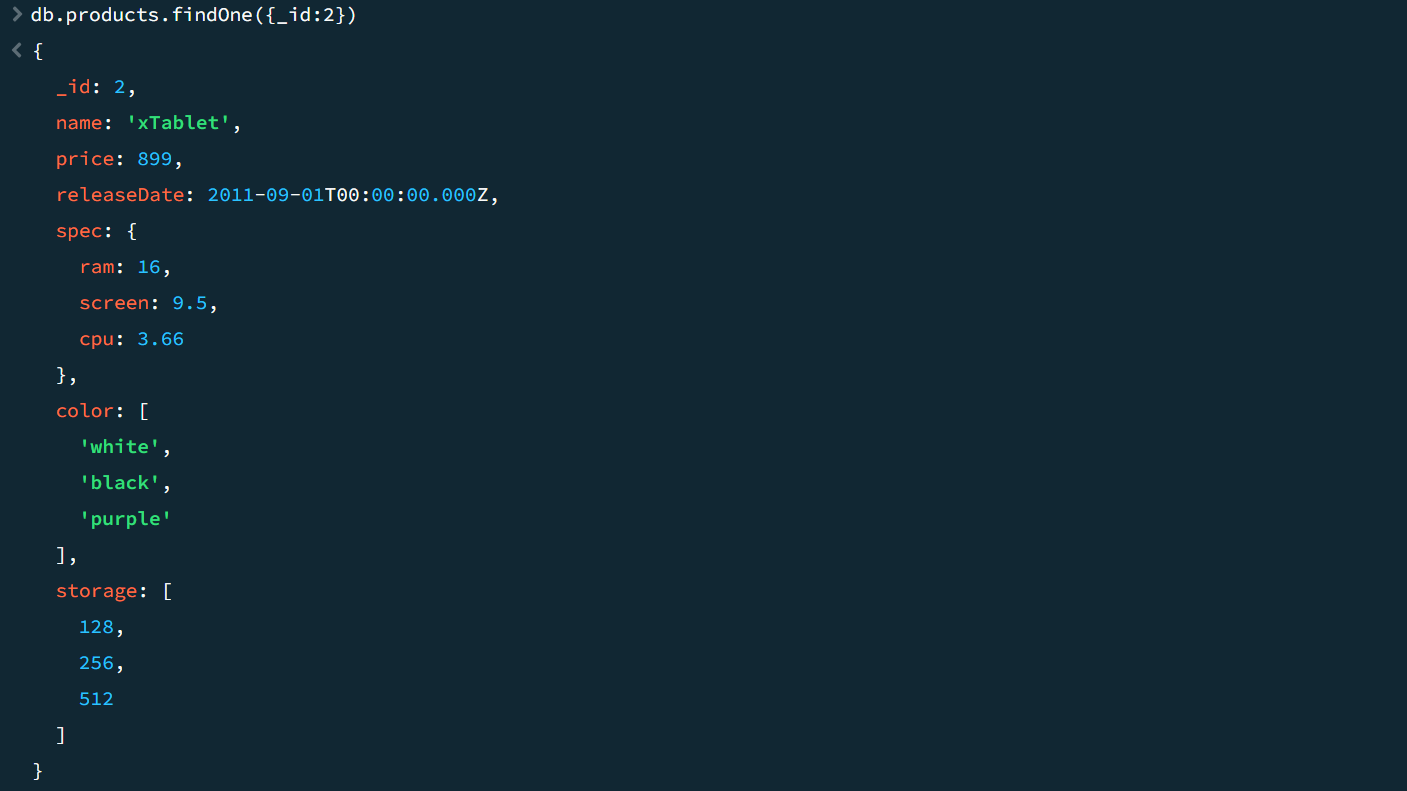 > db.products.findOne({_id:2})
< {
_id: 2,
name: 'xTablet',
price: 899,
releaseDate: 2011-09-01T00:00:00.000Z,
spec: {
ram: 16,
screen: 9.5,
cpu: 3.66
},
color: [
'white',
'black',
'purple'
],
storage: [
128,
256,
512
]
}